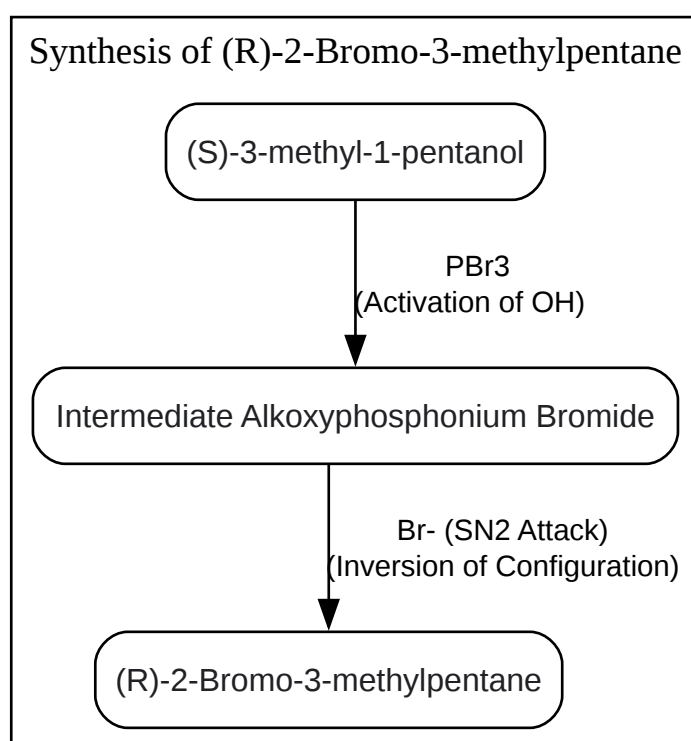 Synthesis of (R)-2-Bromo-3-methylpentane
(S)-3-methyl-1-pentanol
PBr3
(Activation of OH)
Intermediate Alkoxyphosphonium Bromide
Br- (SN2 Attack)
(Inversion of Configuration)
(R)-2-Bromo-3-methylpentane